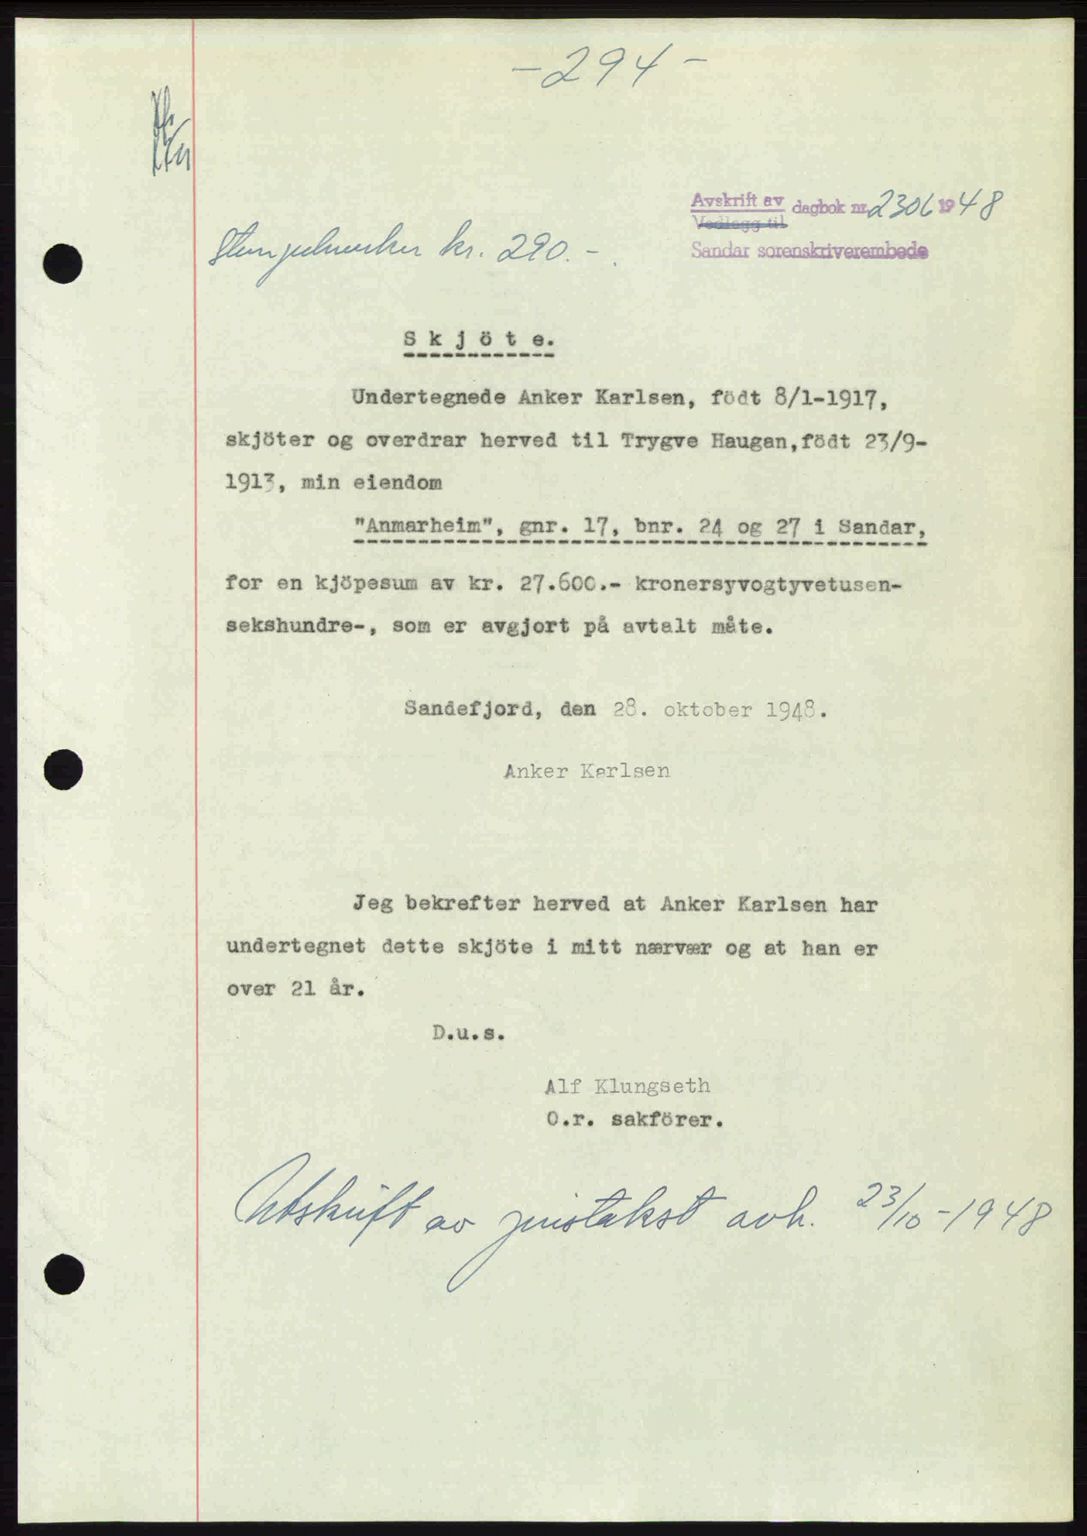 - 294 -
Avskrift av dagbok nr. 2306 1948
Vedlegg til
Sandar sorenskriverembede
Stempelmerker kr. 290.-.
Skjöte.
Undertegnede Anker Karlsen, födt 8/1-1917,
skjöter og overdrar herved til Trygve Haugan,födt 23/9-
1913, min eiendom
"Anmarheim", gnr. 17, bnr. 24 og 27 i Sandar,
for en kjöpesum av kr. 27.600.- kronersyvogtyvetusen-
sekshundre-, som er avgjort på avtalt måte.
Sandefjord, den 28. oktober 1948.
Anker Karlsen
Jeg bekrefter herved at Anker Karlsen har
undertegnet dette skjöte i mitt nærvær og at han er
over 21 år.
D.u.s.
Alf Klungseth
O.r. sakförer.
Utskrift av pristakst avh. 23/10-1948